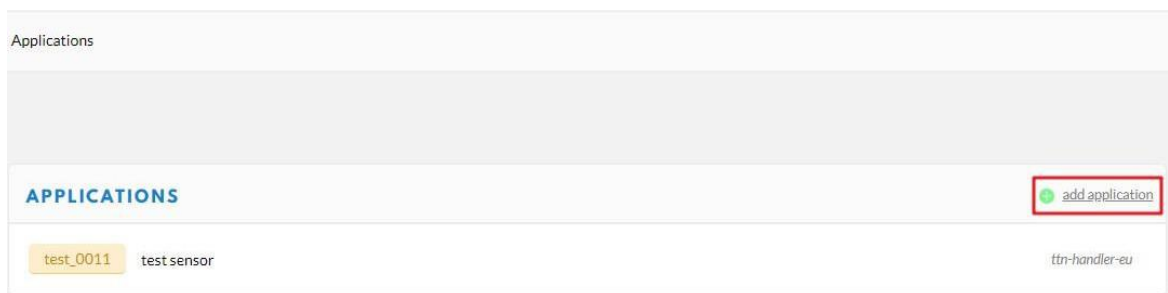 Applications
APPLICATIONS
add application
test_0011 test sensor ttn-handler-eu